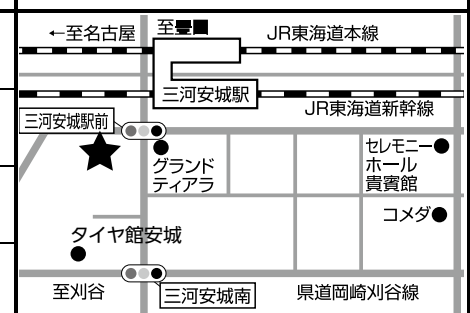 ←至名古屋
至豊田
JR東海道本線
三河安城駅
JR東海道新幹線
三河安城駅前
グランド
ティアラ
セレモニー
ホール
貴賓館
コメダ
タイヤ館安城
至刈谷
三河安城南
県道岡崎刈谷線